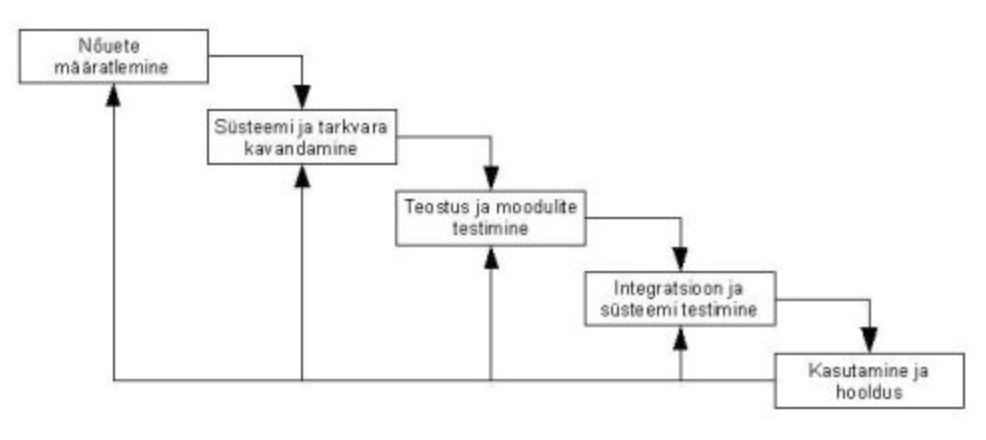 Nõuete
määratlemine
Süsteemi ja tarkvara
kavandamine
Teostus ja moodulite
testimine
Integratsioon ja
süsteemi testimine
Kasutamine ja
hooldus